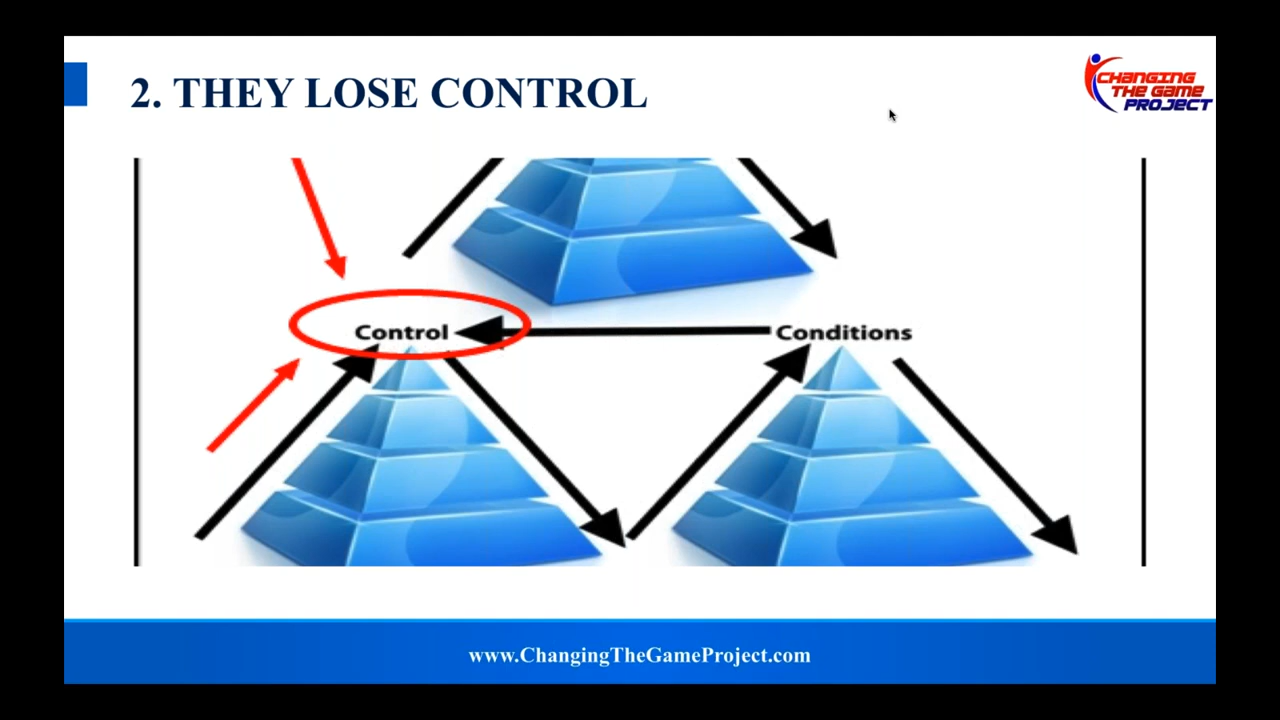 2. THEY LOSE CONTROL
CHANGING
THE GAME
PROJECT
Control
Conditions
www.ChangingTheGameProject.com